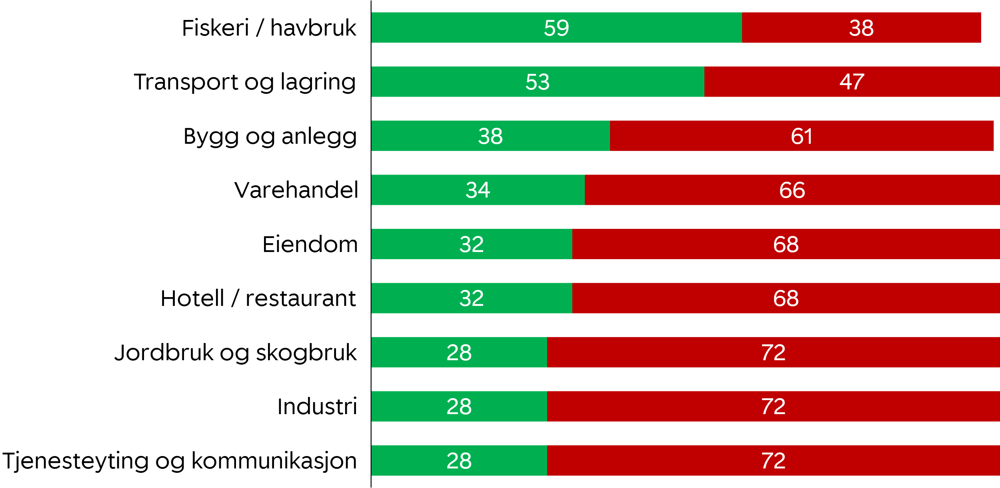 Fiskeri / havbruk 59 38
Transport og lagring 53 47
Bygg og anlegg 38 61
Varehandel 34 66
Eiendom 32 68
Hotell / restaurant 32 68
Jordbruk og skogbruk 28 72
Industri 28 72
Tjenesteyting og kommunikasjon 28 72